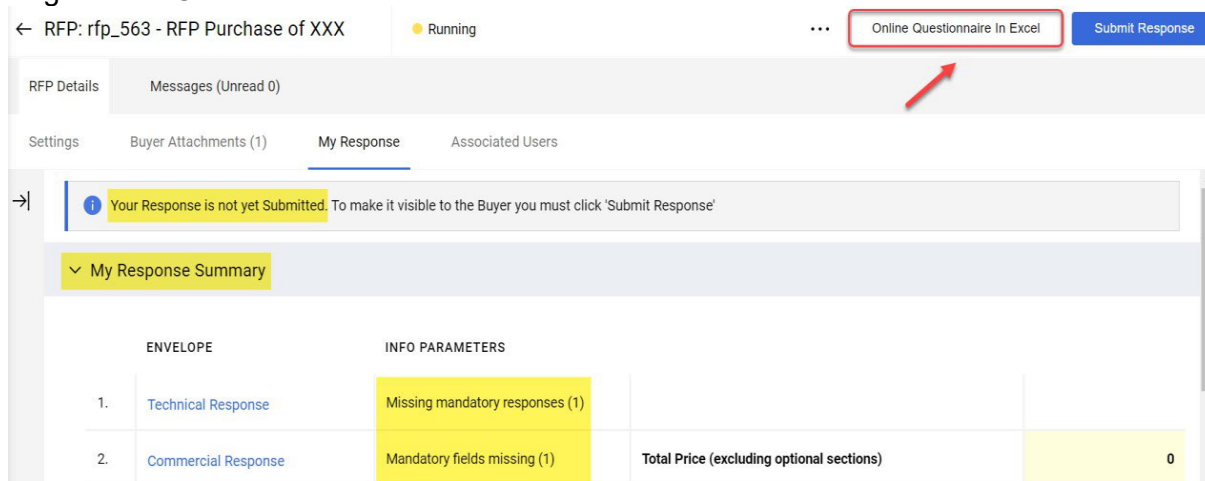 ← RFP: rfp_563 - RFP Purchase of XXX Running ... Online Questionnaire In Excel Submit Response
RFP Details Messages (Unread 0)
Settings Buyer Attachments (1) My Response Associated Users
Your Response is not yet Submitted. To make it visible to the Buyer you must click 'Submit Response'
My Response Summary
ENVELOPE INFO PARAMETERS
1. Technical Response Missing mandatory responses (1)
2. Commercial Response Mandatory fields missing (1) Total Price (excluding optional sections) 0